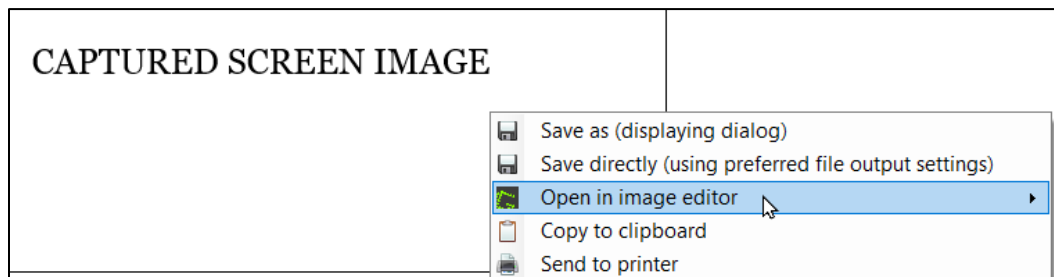 CAPTURED SCREEN IMAGE
Save as (displaying dialog)
Save directly (using preferred file output settings)
Open in image editor
Copy to clipboard
Send to printer